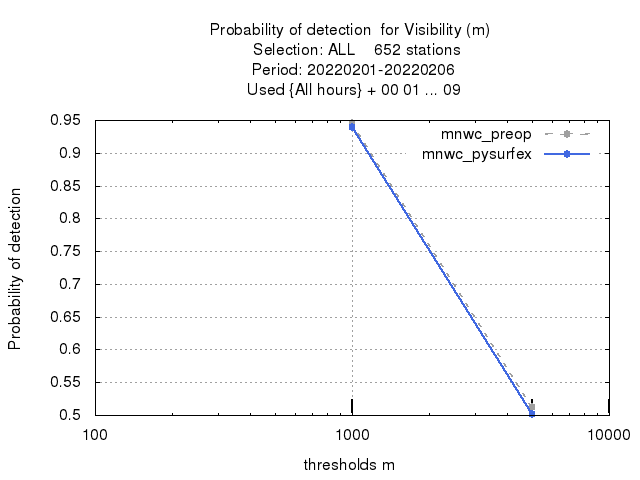 Probability of detection  for Visibility (m)
Selection: ALL    652 stations
Period: 20220201-20220206
Used {All hours} + 00 01 ... 09
mnwc_preop
mnwc_pysurfex
Probability of detection
0.95
0.9
0.85
0.8
0.75
0.7
0.65
0.6
0.55
0.5
100
1000
10000
thresholds m